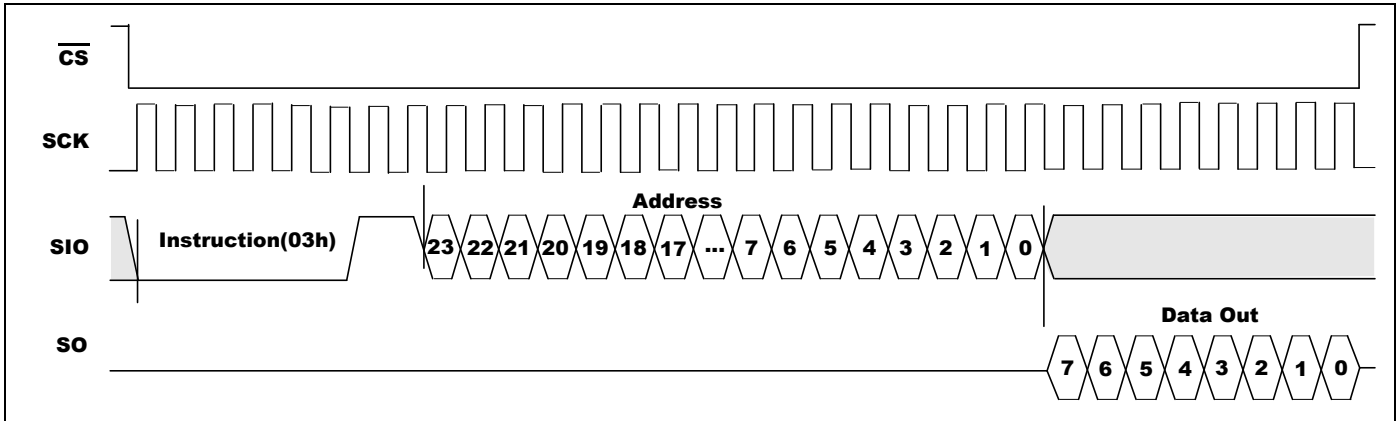 CS
SCK
Address
SIO Instruction(03h) 23 22 21 20 19 18 17 ... 7 6 5 4 3 2 1 0
Data Out
SO 7 6 5 4 3 2 1 0